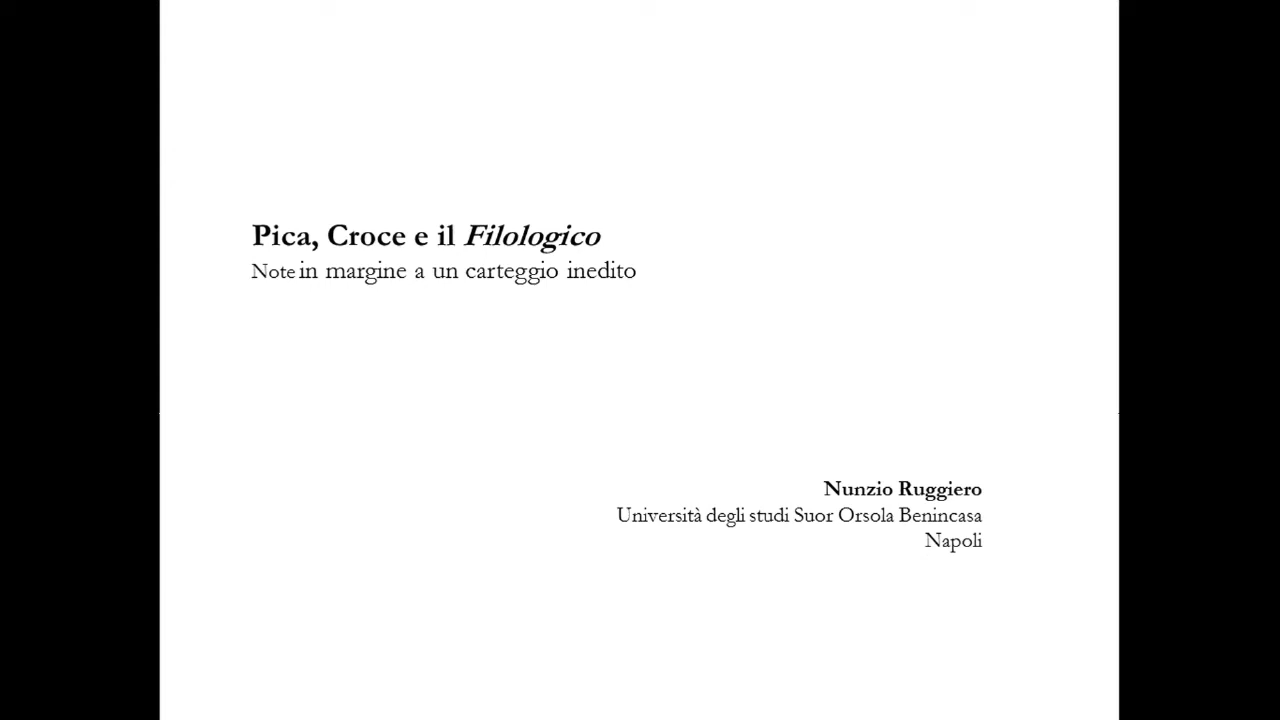 Pica, Croce e il Filologico
Note in margine a un carteggio inedito
Nunzio Ruggiero
Università degli studi Suor Orsola Benincasa
Napoli